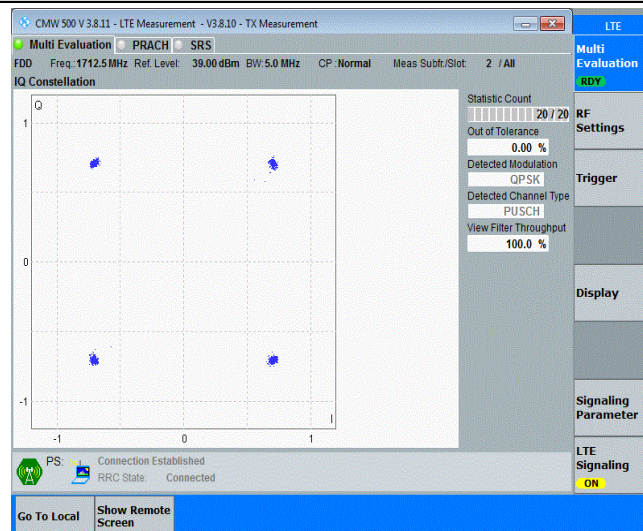 CMW 500 V 3.8.11 - LTE Measurement - V3.8.10 - TX Measurement
LTE
Multi Evaluation PRACH SRS
Multi
Evaluation
RDY
FDD Freq.:1712.5 MHz Ref. Level: 39.00 dBm BW:5.0 MHz CP :Normal Meas Subfr./Slot: 2 / All
IQ Constellation
Q
1
0
-1
-1
0
1
I
Statistic Count
20 / 20
Out of Tolerance
0.00 %
Detected Modulation
QPSK
Detected Channel Type
PUSCH
View Filter Throughput
100.0 %
RF
Settings
Trigger
Display
Signaling
Parameter
LTE
Signaling
ON
PS: Connection Established
RRC State: Connected
Go To Local
Show Remote
Screen